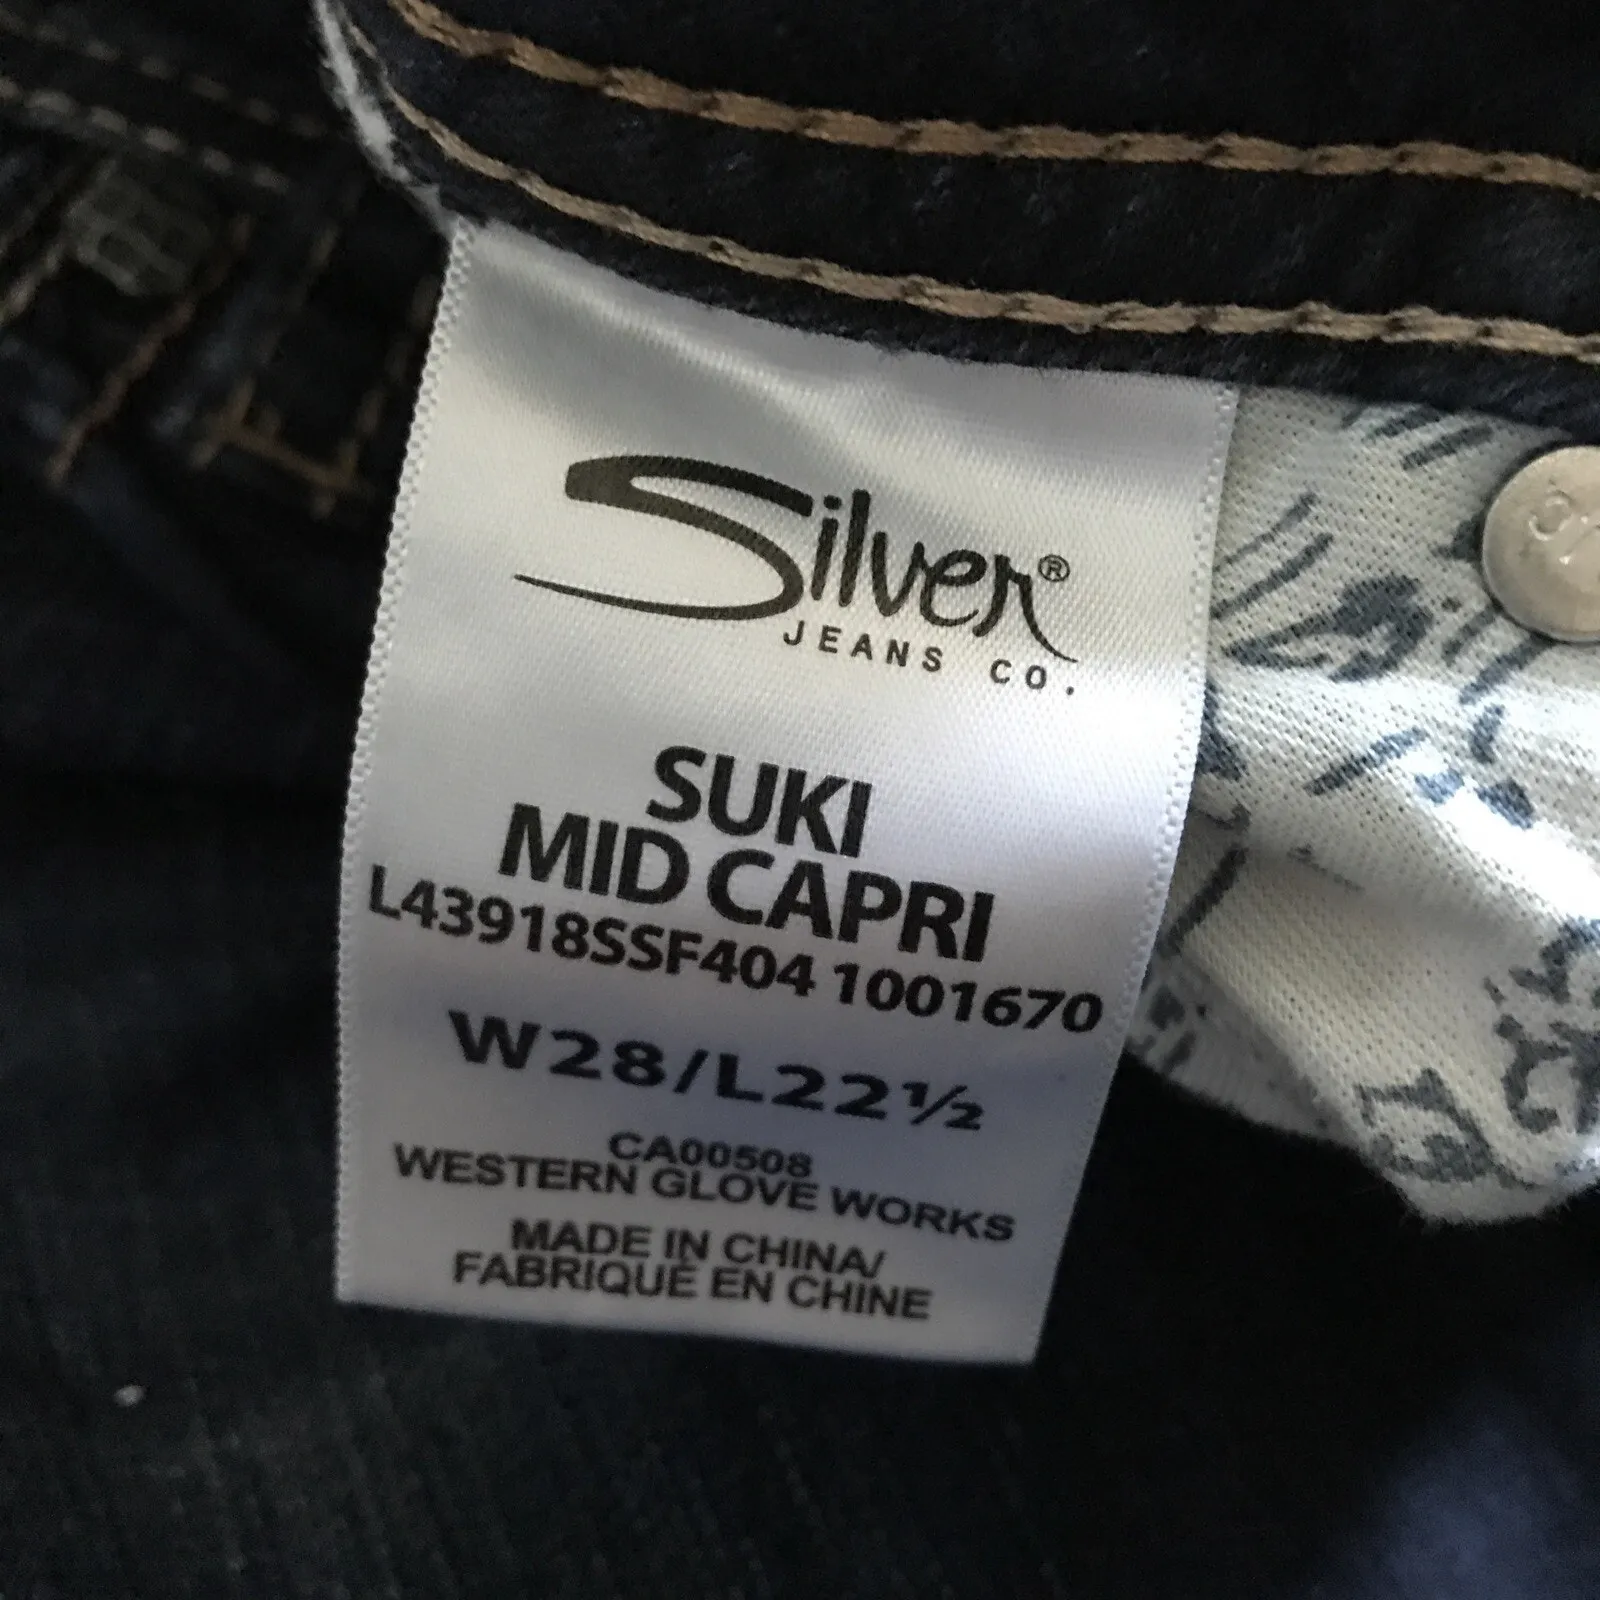 Silver®
JEANS CO.
SUKI
MID CAPRI
L43918SSF404 1001670
W28/L22½
CA00508
WESTERN GLOVE WORKS
MADE IN CHINA/
FABRIQUE EN CHINE